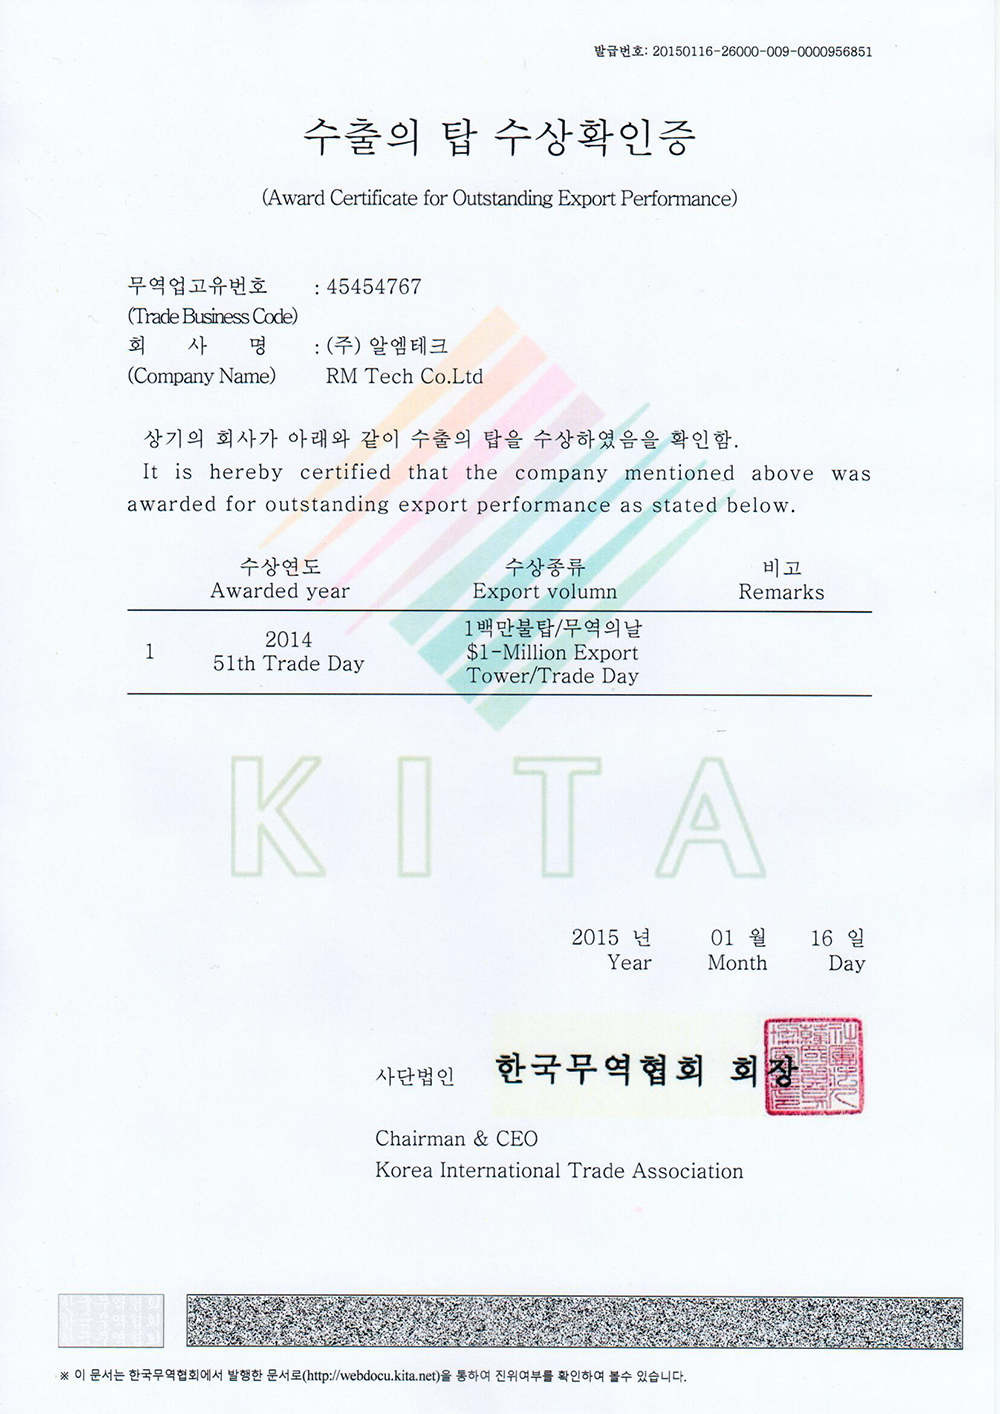 발급번호: 20150116-26000-009-0000956851
수출의 탑 수상확인증
(Award Certificate for Outstanding Export Performance)
무역업고유번호 : 45454767
(Trade Business Code)
회 사 명 : (주) 알엠테크
(Company Name) RM Tech Co.Ltd
상기의 회사가 아래와 같이 수출의 탑을 수상하였음을 확인함.
It is hereby certified that the company mentioned above was
awarded for outstanding export performance as stated below.
수상연도 수상종류 비고
Awarded year Export volumn Remarks
1백만불탑/무역의날
1 2014 $1-Million Export
51th Trade Day Tower/Trade Day
KITA
2015 년 01 월 16 일
Year Month Day
사단법인 한국무역협회 회장
Chairman & CEO
Korea International Trade Association
※ 이 문서는 한국무역협회에서 발행한 문서로(http://webdocu.kita.net)을 통하여 진위여부를 확인하여 볼수 있습니다.